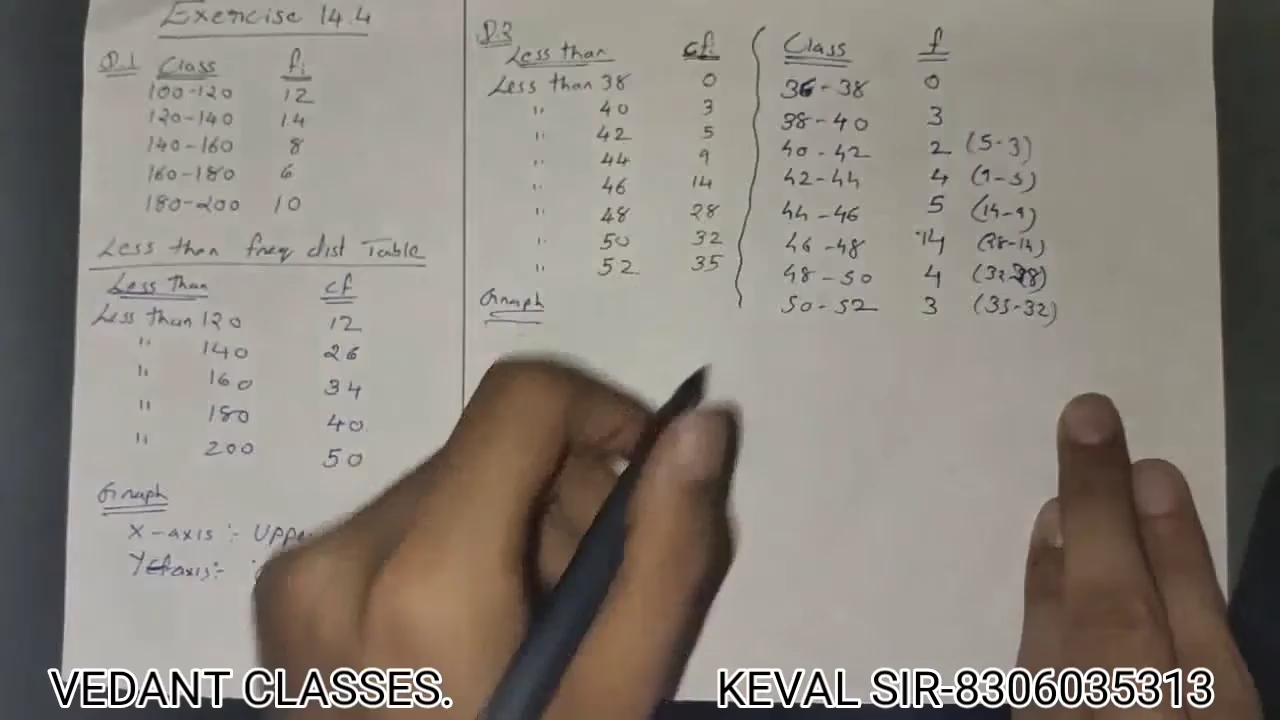 Exercise 14.4
Q.1 Class fi
100-120 12
120-140 14
140-160 8
160-180 6
180-200 10
Less than freq dist Table
Less Than cf
Less than 120 12
" 140 26
" 160 34
" 180 40
" 200 50
Graph
X-axis :-
Q.2
Less than cfi
Less than 38 0
" 40 3
" 42 5
" 44 9
" 46 14
" 48 28
" 50 32
" 52 35
Graph
Class f
36-38 0
38-40 3
40-42 2 (5-3)
42-44 4 (9-5)
44-46 5 (14-9)
46-48 14 (28-14)
48-50 4 (32-28)
50-52 3 (35-32)
VEDANT CLASSES.
KEVAL SIR-8306035313